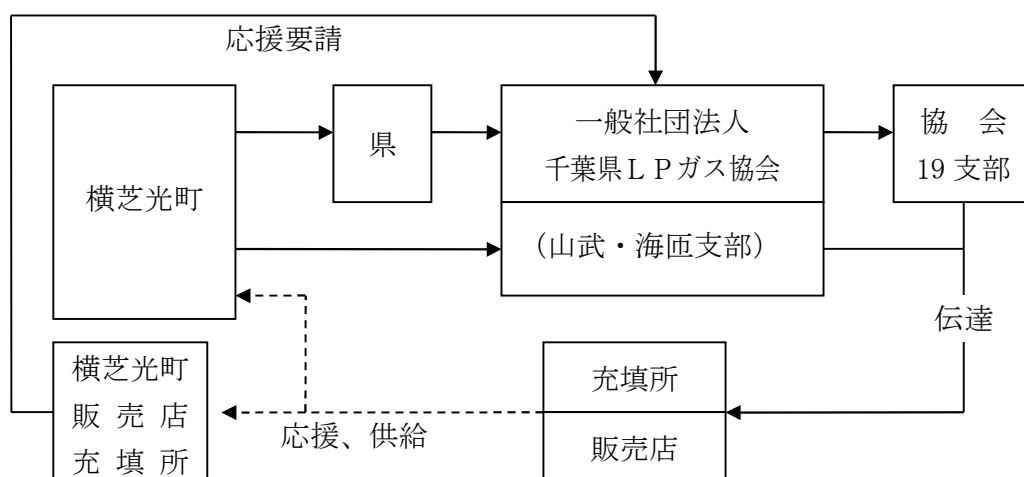 応援要請
横芝光町
県
一般社団法人
千葉県ＬＰガス協会
(山武・海匝支部)
協　会
19 支部
伝達
横芝光町
販 売 店
充 填 所
応援、供給
充填所
販売店